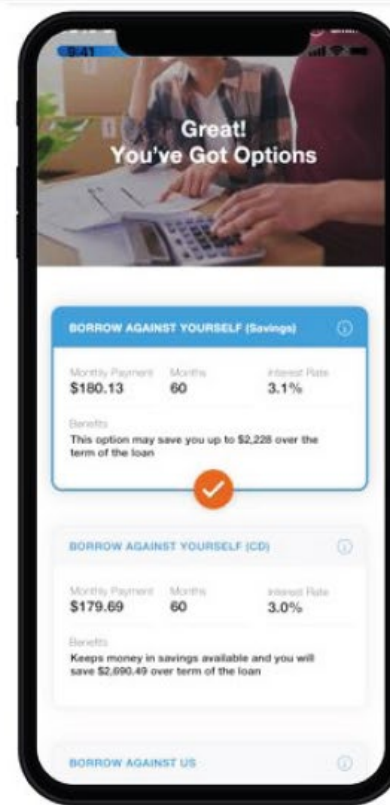 9:41
Great!
You've Got Options
BORROW AGAINST YOURSELF (Savings)
Monthly Payment Months Interest Rate
$180.13 60 3.1%
Benefits
This option may save you up to $2,228 over the
term of the loan
BORROW AGAINST YOURSELF (CD)
Monthly Payment Months Interest Rate
$179.69 60 3.0%
Benefits
Keeps money in savings available and you will
save $2,690.49 over term of the loan
BORROW AGAINST US